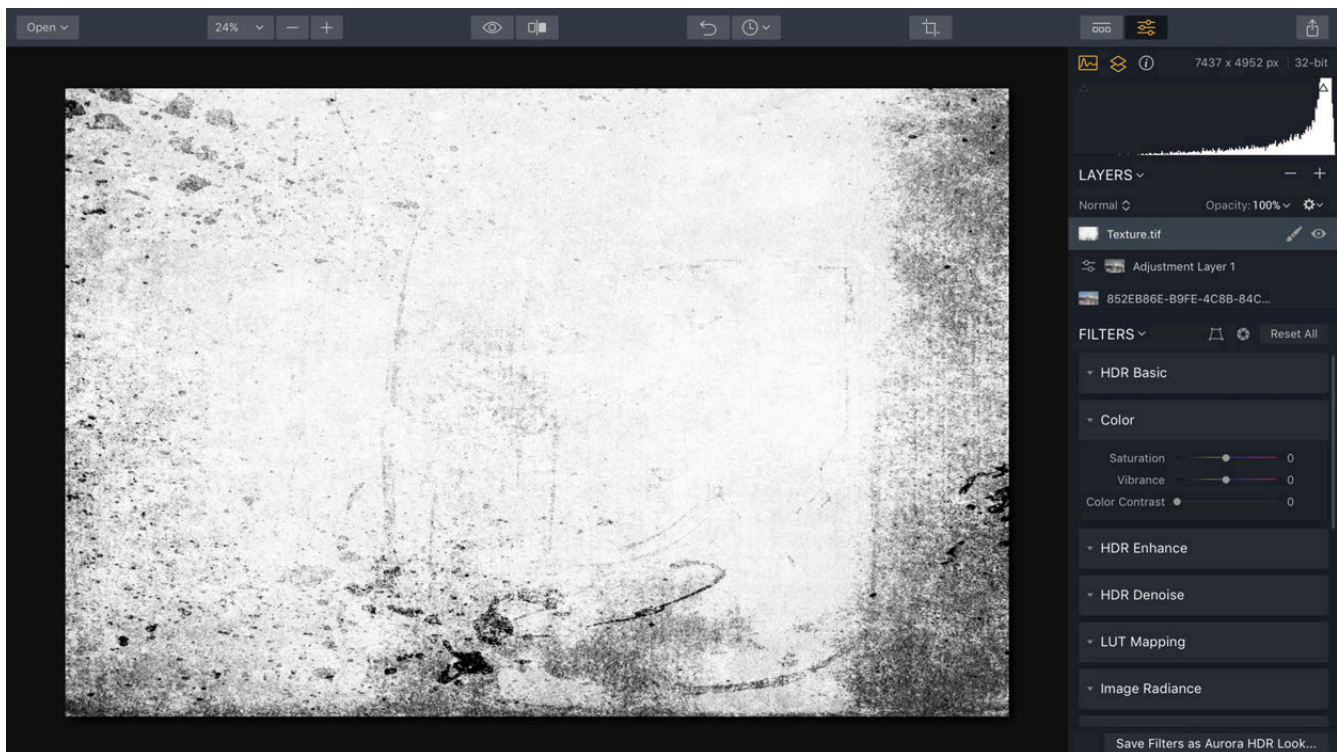 Open
24%
7437 x 4952 px 32-bit
LAYERS
Normal Opacity: 100%
Texture.tif
Adjustment Layer 1
852EB86E-B9FE-4C8B-84C...
FILTERS Reset All
HDR Basic
Color
Saturation 0
Vibrance 0
Color Contrast 0
HDR Enhance
HDR Denoise
LUT Mapping
Image Radiance
Save Filters as Aurora HDR Look...